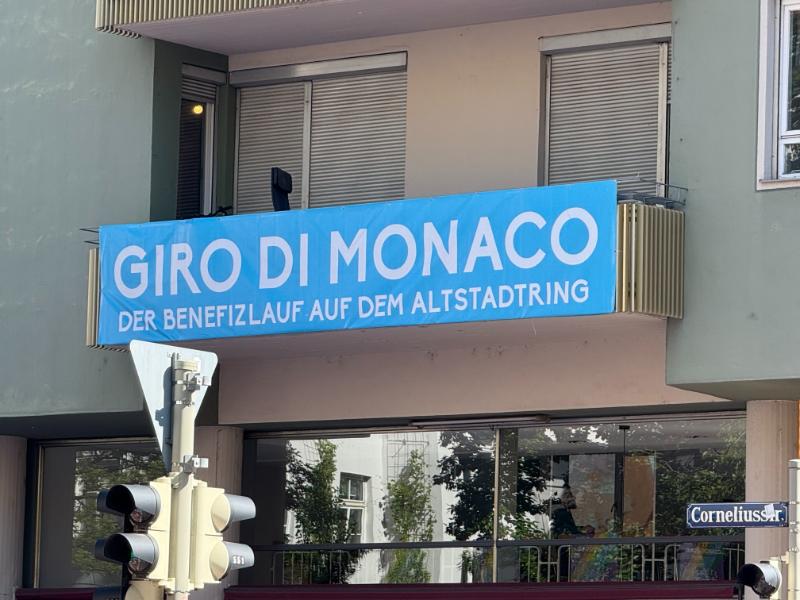 GIRO DI MONACO
DER BENEFIZLAUF AUF DEM ALTSTADTRING
Corneliusstr.